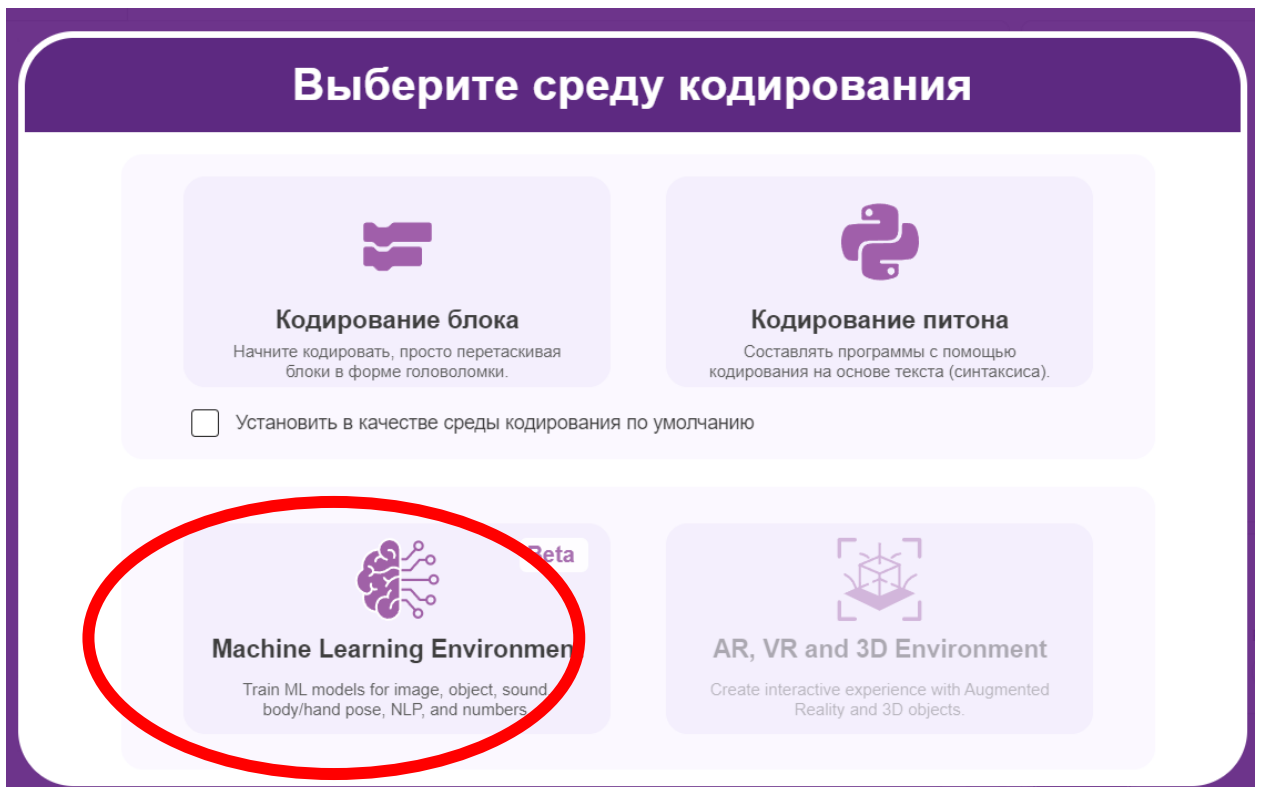 Выберите среду кодирования
Кодирование блока
Начните кодировать, просто перетаскивая
блоки в форме головоломки.
Кодирование питона
Составлять программы с помощью
кодирования на основе текста (синтаксиса).
Установить в качестве среды кодирования по умолчанию
Beta
Machine Learning Environment
Train ML models for image, object, sound,
body/hand pose, NLP, and numbers.
AR, VR and 3D Environment
Create interactive experience with Augmented
Reality and 3D objects.